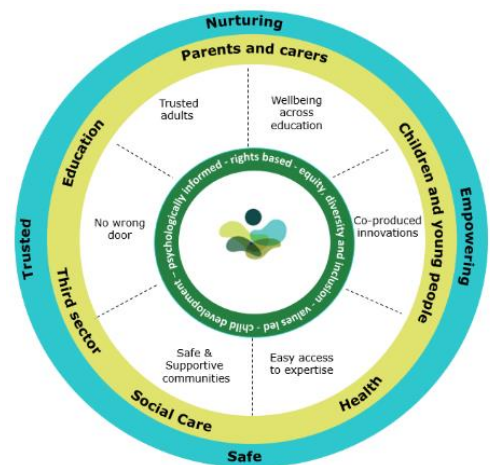 Nurturing
Parents and carers
Trusted
adults
Wellbeing
across
education
Education
Children and young people
Trusted
Empowering
No wrong
door
Co-produced
innovations
psychologically informed - rights based - equity, diversity and inclusion - values led - child development -
Third sector
Safe &
Supportive
communities
Easy access
to expertise
Social Care
Health
Safe